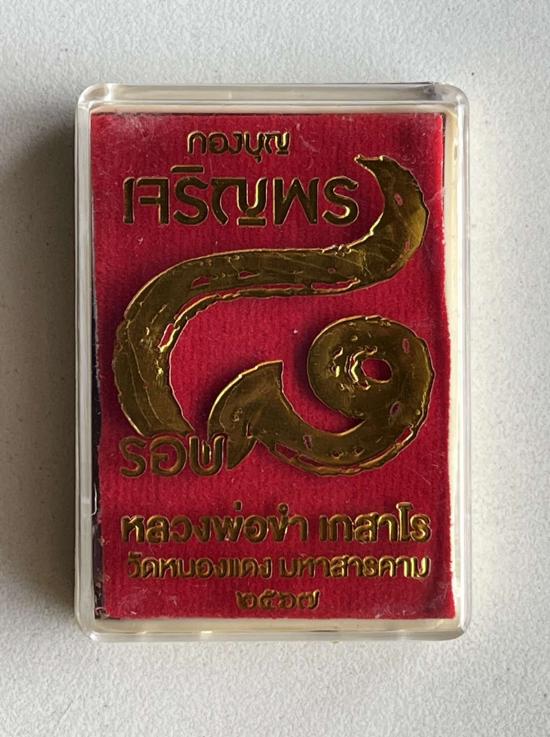 กองบุญ
เจริญพร
๘
รอบ
หลวงพ่อขำ เกสาโร
วัดหนองแดง มหาสารคาม
๒๕๖๗